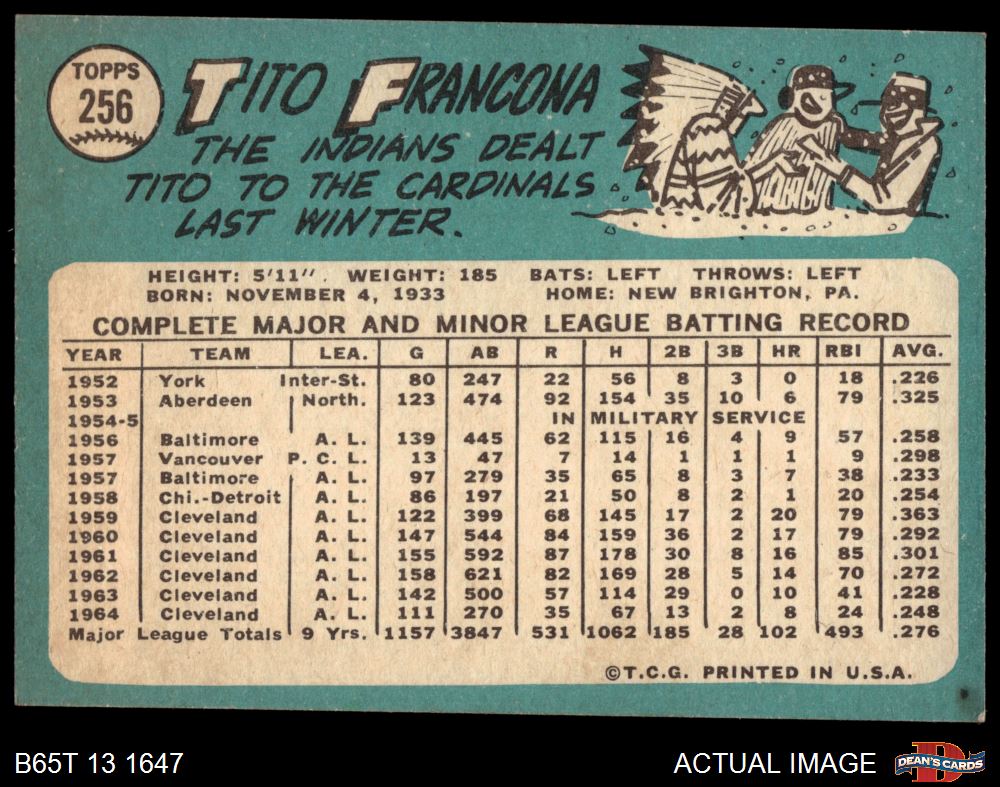 TOPPS
256
TITO FRANCONA
THE INDIANS DEALT
TITO TO THE CARDINALS
LAST WINTER.
HEIGHT: 5'11". WEIGHT: 185 BATS: LEFT THROWS: LEFT
BORN: NOVEMBER 4, 1933 HOME: NEW BRIGHTON, PA.
COMPLETE MAJOR AND MINOR LEAGUE BATTING RECORD
YEAR TEAM LEA. G AB R H 2B 3B HR RBI AVG.
1952 York Inter-St. 80 247 22 56 8 3 0 18 .226
1953 Aberdeen North. 123 474 92 154 35 10 6 79 .325
1954-5 IN MILITARY SERVICE
1956 Baltimore A. L. 139 445 62 115 16 4 9 57 .258
1957 Vancouver P. C. L. 13 47 7 14 1 1 1 9 .298
1957 Baltimore A. L. 97 279 35 65 8 3 7 38 .233
1958 Chi.-Detroit A. L. 86 197 21 50 8 2 1 20 .254
1959 Cleveland A. L. 122 399 68 145 17 2 20 79 .363
1960 Cleveland A. L. 147 544 84 159 36 2 17 79 .292
1961 Cleveland A. L. 155 592 87 178 30 8 16 85 .301
1962 Cleveland A. L. 158 621 82 169 28 5 14 70 .272
1963 Cleveland A. L. 142 500 57 114 29 0 10 41 .228
1964 Cleveland A. L. 111 270 35 67 13 2 8 24 .248
Major League Totals 9 Yrs. 1157 3847 531 1062 185 28 102 493 .276
©T.C.G. PRINTED IN U.S.A.
B65T 13 1647 ACTUAL IMAGE
D
DEAN'S CARDS